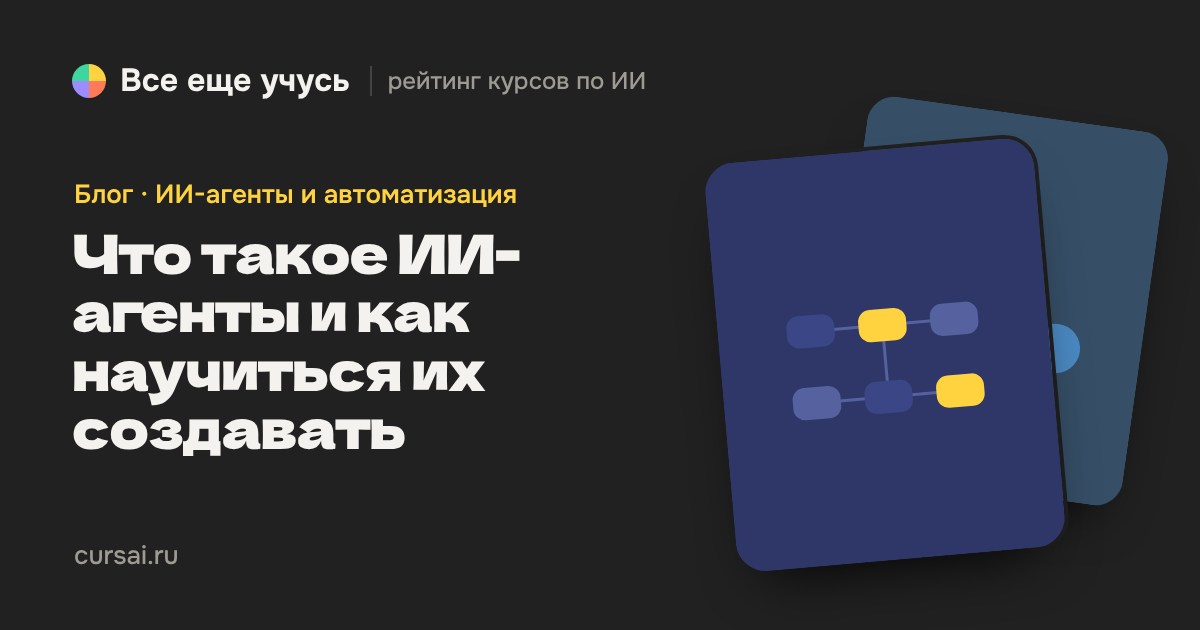 Все еще учусь
рейтинг курсов по ИИ
Блог · ИИ-агенты и автоматизация
Что такое ИИ-
агенты и как
научиться их
создавать
cursai.ru